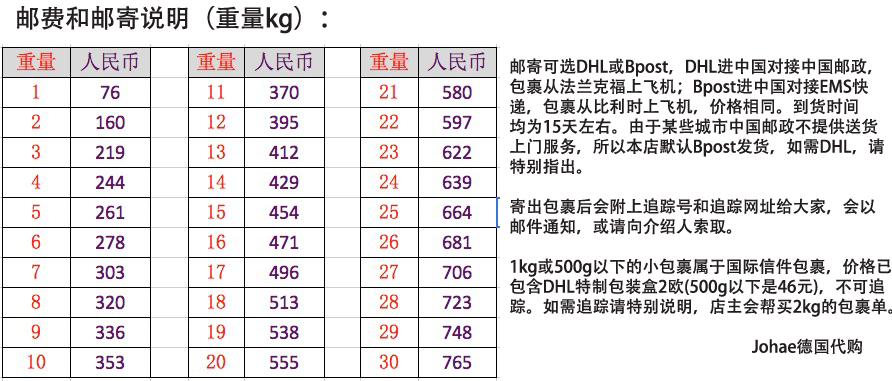 邮费和邮寄说明（重量kg）：
重量 人民币 重量 人民币 重量 人民币
1 76 11 370 21 580
2 160 12 395 22 597
3 219 13 412 23 622
4 244 14 429 24 639
5 261 15 454 25 664
6 278 16 471 26 681
7 303 17 496 27 706
8 320 18 513 28 723
9 336 19 538 29 748
10 353 20 555 30 765
邮寄可选DHL或Bpost，DHL进中国对接中国邮政，
包裹从法兰克福上飞机；Bpost进中国对接EMS快
递，包裹从比利时上飞机，价格相同。到货时间
均为15天左右。由于某些城市中国邮政不提供送货
上门服务，所以本店默认Bpost发货，如需DHL，请
特别指出。
寄出包裹后会附上追踪号和追踪网址给大家，会以
邮件通知，或请向介绍人索取。
1kg或500g以下的小包裹属于国际信件包裹，价格已
包含DHL特制包装盒2欧(500g以下是46元)，不可追
踪。如需追踪请特别说明，店主会帮买2kg的包裹单。
Johae德国代购